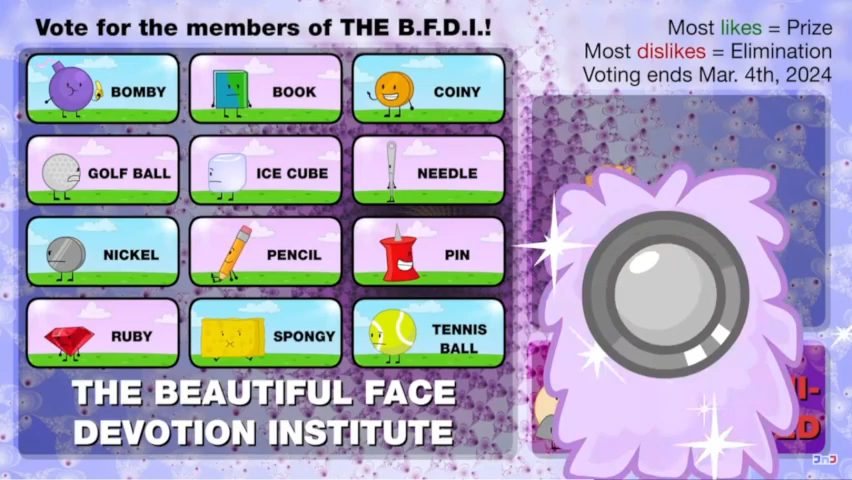 Vote for the members of THE B.F.D.I.!
Most likes = Prize
Most dislikes = Elimination
Voting ends Mar. 4th, 2024
BOMBY
BOOK
COINY
GOLF BALL
ICE CUBE
NEEDLE
NICKEL
PENCIL
PIN
RUBY
SPONGY
TENNIS
BALL
THE BEAUTIFUL FACE
DEVOTION INSTITUTE